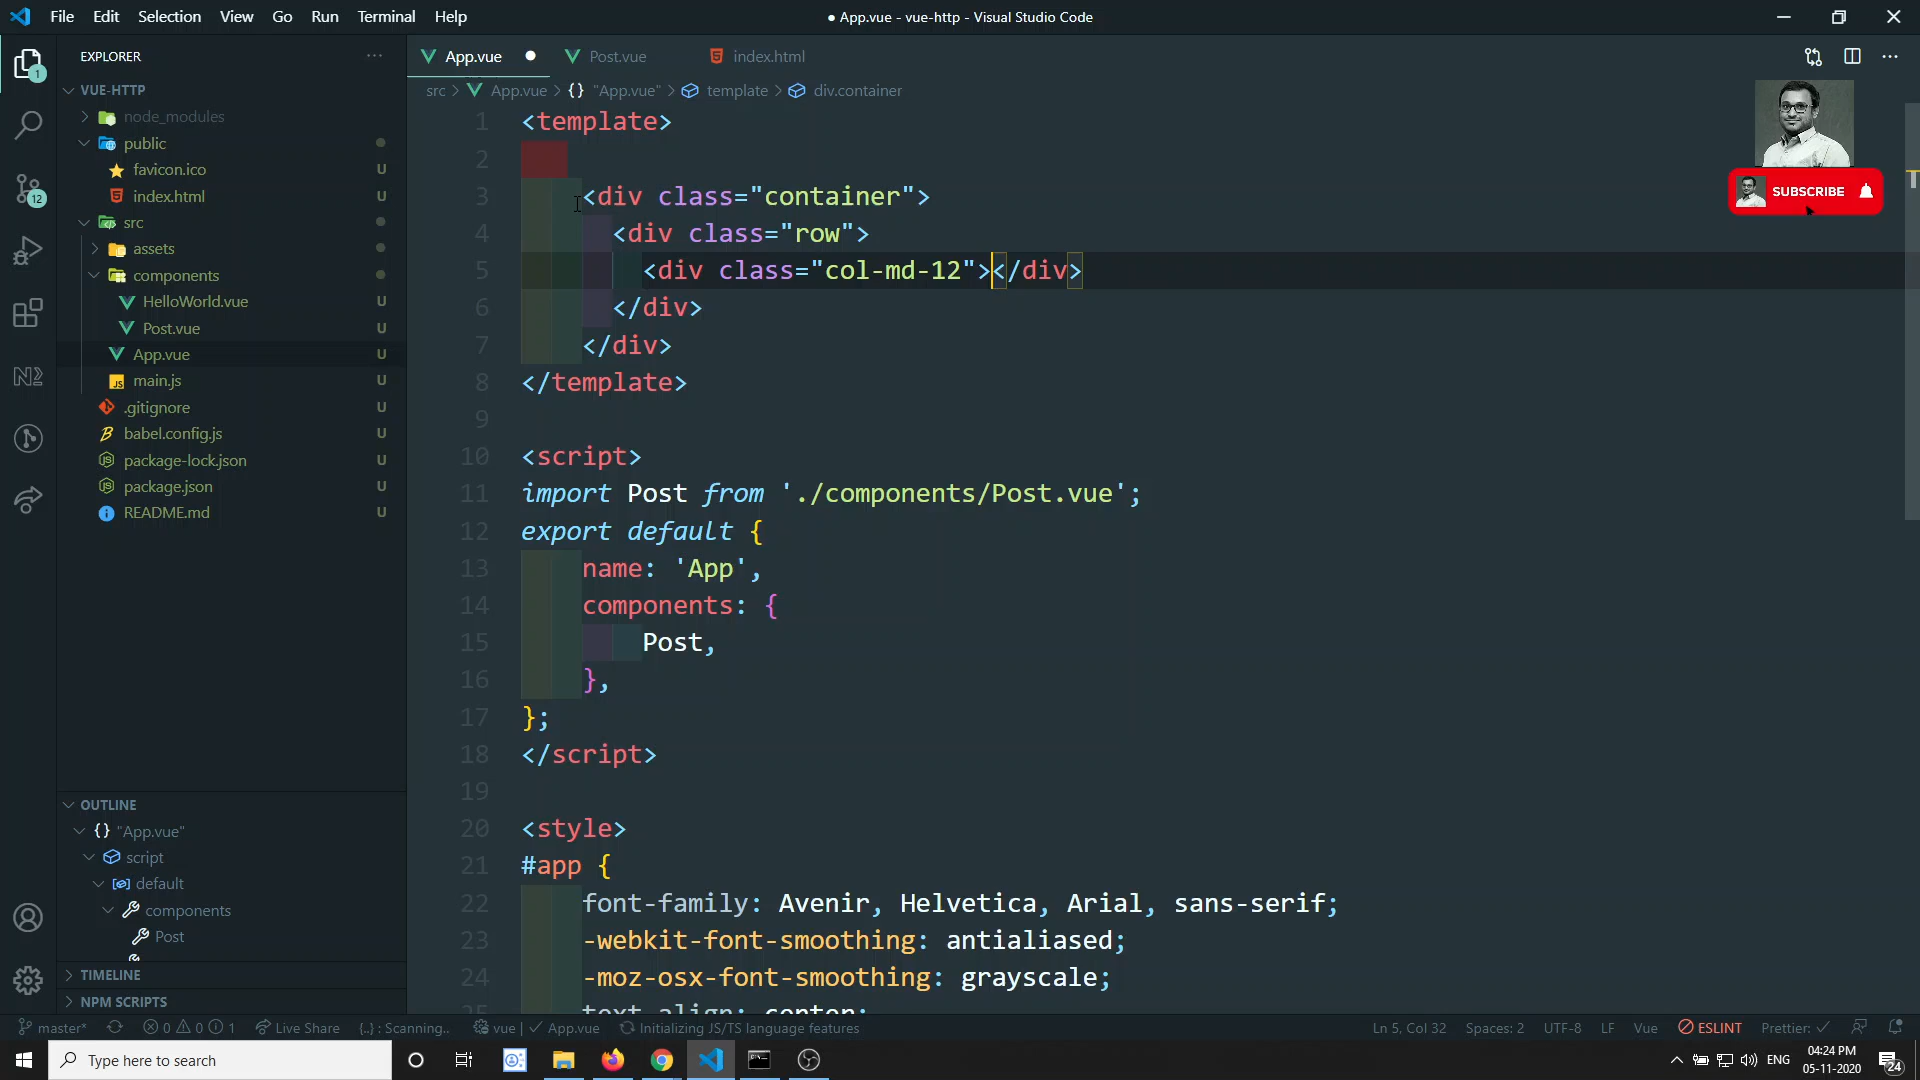 File Edit Selection View Go Run Terminal Help
● App.vue - vue-http - Visual Studio Code
EXPLORER
App.vue
Post.vue
index.html
src > App.vue > {} "App.vue" > template > div.container
VUE-HTTP
node_modules
public
favicon.ico U
index.html U
src
assets
components
HelloWorld.vue U
Post.vue U
App.vue U
main.js U
.gitignore U
babel.config.js U
package-lock.json U
package.json U
README.md U
OUTLINE
{} "App.vue"
script
default
components
Post
TIMELINE
NPM SCRIPTS
1 <template>
2
3 <div class="container">
4 <div class="row">
5 <div class="col-md-12"></div>
6 </div>
7 </div>
8 </template>
9
10 <script>
11 import Post from './components/Post.vue';
12 export default {
13 name: 'App',
14 components: {
15 Post,
16 },
17 };
18 </script>
19
20 <style>
21 #app {
22 font-family: Avenir, Helvetica, Arial, sans-serif;
23 -webkit-font-smoothing: antialiased;
24 -moz-osx-font-smoothing: grayscale;
25 text-align: center;
SUBSCRIBE
1
12
master* 0 0 1 Live Share {..} : Scanning.. vue | ✓ App.vue Initializing JS/TS language features
Ln 5, Col 32 Spaces: 2 UTF-8 LF Vue ESLINT Prettier: ✓
Type here to search
ENG
04:24 PM
05-11-2020
24